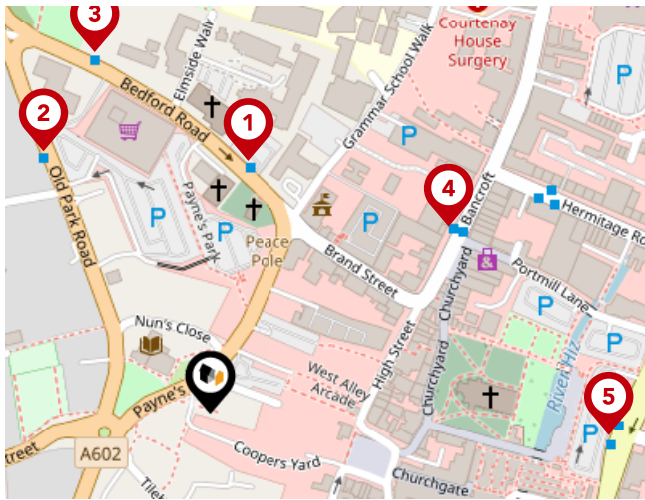 3
Elmside Walk
Grammar School Walk
Courtenay
House
Surgery
P
Bedford Road
2
1
P
Old Park Road
P
Payne's Park
P
Peace
Pole
P
4
Bancroft
Hermitage Ro
Brand Street
Portmill Lane
P
P
Churchyard
Nun's Close
High Street
West Alley
Arcade
River Hiz
Payne's
Churchyard
5
P
treet
A602
Coopers Yard
Churchgate
Tile